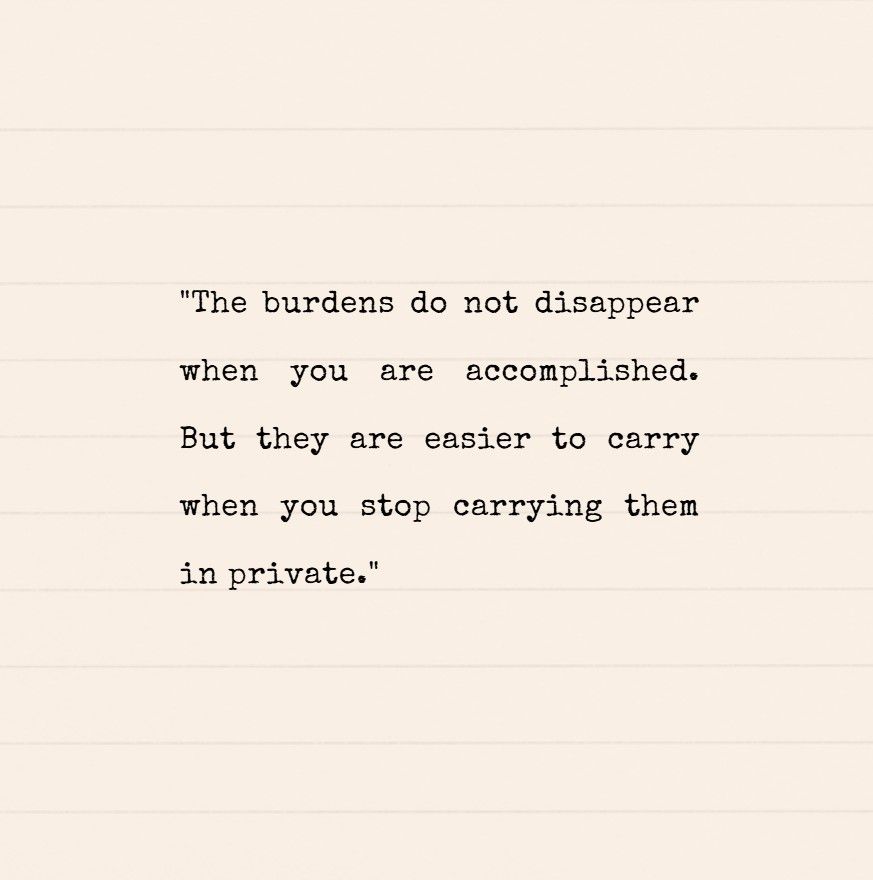 "The burdens do not disappear
when you are accomplished.
But they are easier to carry
when you stop carrying them
in private."